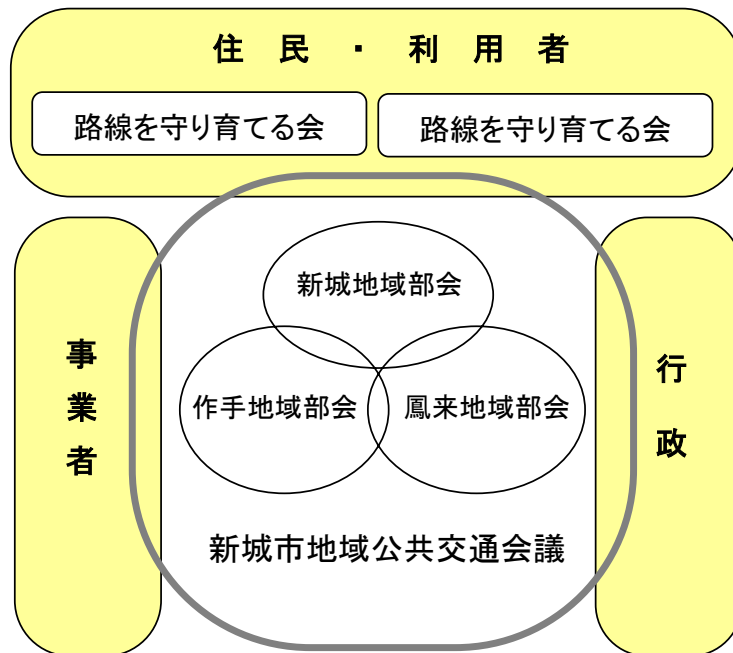 住 民 ・ 利 用 者
路線を守り育てる会
路線を守り育てる会
新城地域部会
事業者
作手地域部会
鳳来地域部会
行政
新城市地域公共交通会議